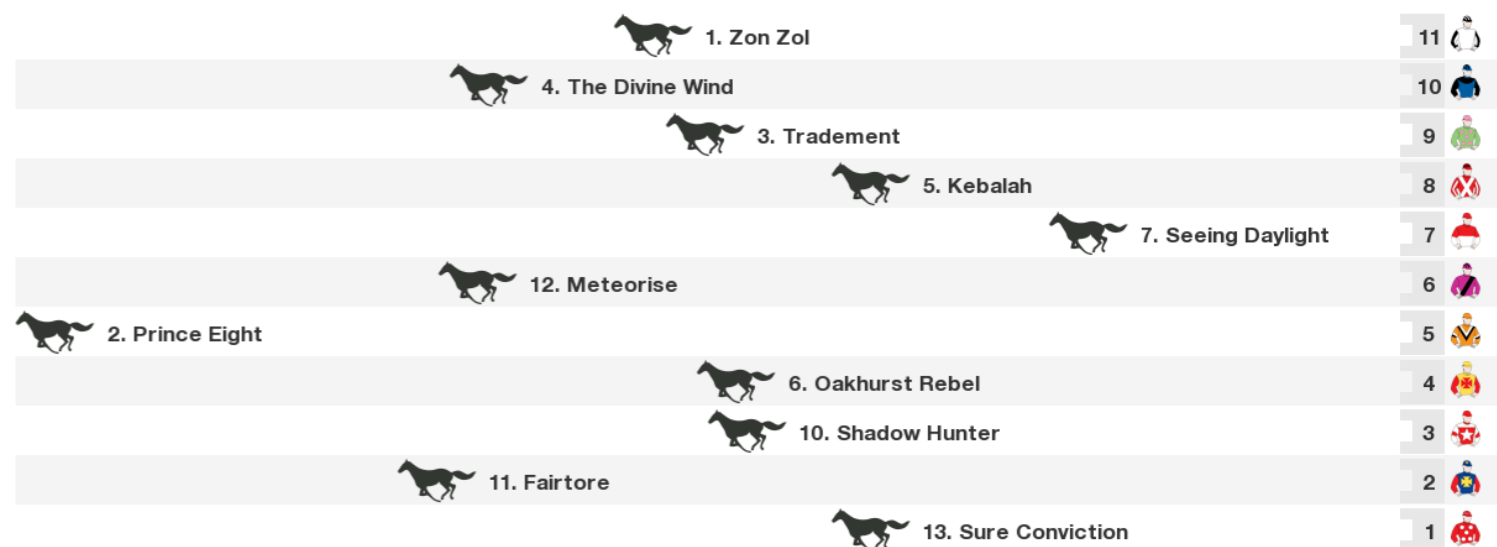 1. Zon Zol 11
4. The Divine Wind 10
3. Tradement 9
5. Kebalah 8
7. Seeing Daylight 7
12. Meteorise 6
2. Prince Eight 5
6. Oakhurst Rebel 4
10. Shadow Hunter 3
11. Fairtore 2
13. Sure Conviction 1